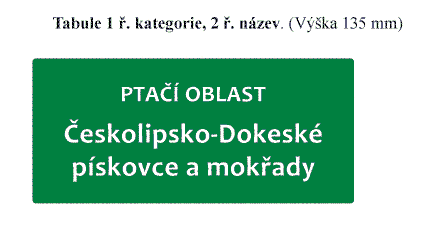 Tabule 1 ř. kategorie, 2 ř. název. (Výška 135 mm)
PTAČÍ OBLAST
Českolipsko-Dokeské
pískovce a mokřady